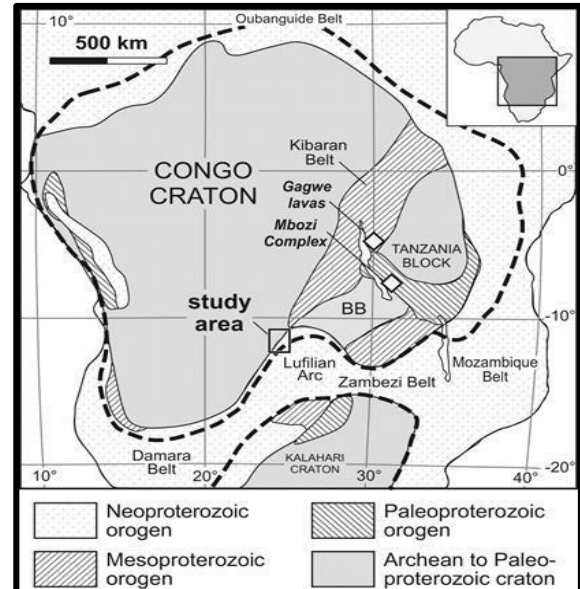 Oubanguide Belt
10°
500 km
Kibaran
Belt
0°
CONGO
CRATON
Gagwe
lavas
Mbozi
Complex
TANZANIA
BLOCK
study
area
BB
-10°
Lufilian
Arc
Mozambique
Belt
Zambezi Belt
Damara
Belt
KALAHARI
CRATON
-20°
10°
20°
30°
40°
Neoproterozoic
orogen
Paleoproterozoic
orogen
Mesoproterozoic
orogen
Archean to Paleo-
proterozoic craton